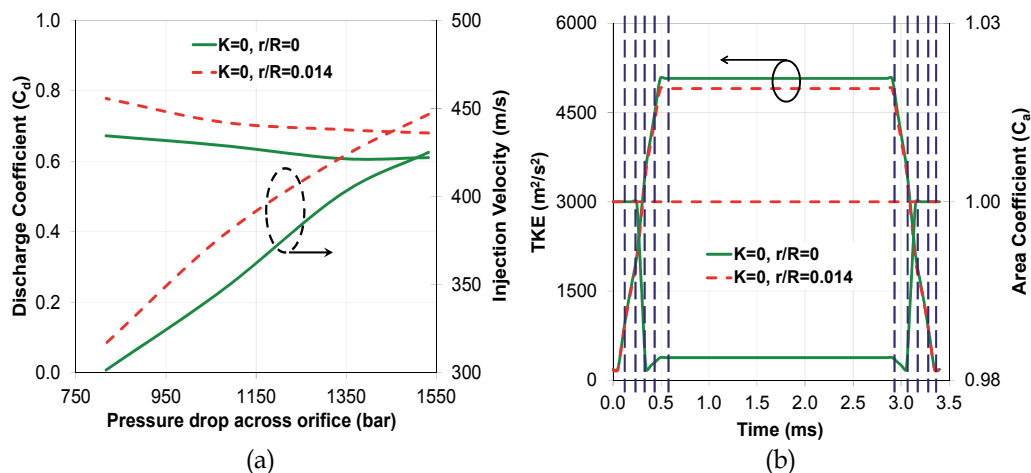 1.0
0.8
0.6
0.4
0.2
0.0
Discharge Coefficient (Cd)
K=0, r/R=0
K=0, r/R=0.014
500
450
400
350
300
Injection Velocity (m/s)
750 950 1150 1350 1550
Pressure drop across orifice (bar)
(a)
6000
4500
3000
1500
0
TKE (m²/s²)
K=0, r/R=0
K=0, r/R=0.014
1.03
1.00
0.98
Area Coefficient (Ca)
0.0 0.5 1.0 1.5 2.0 2.5 3.0 3.5
Time (ms)
(b)